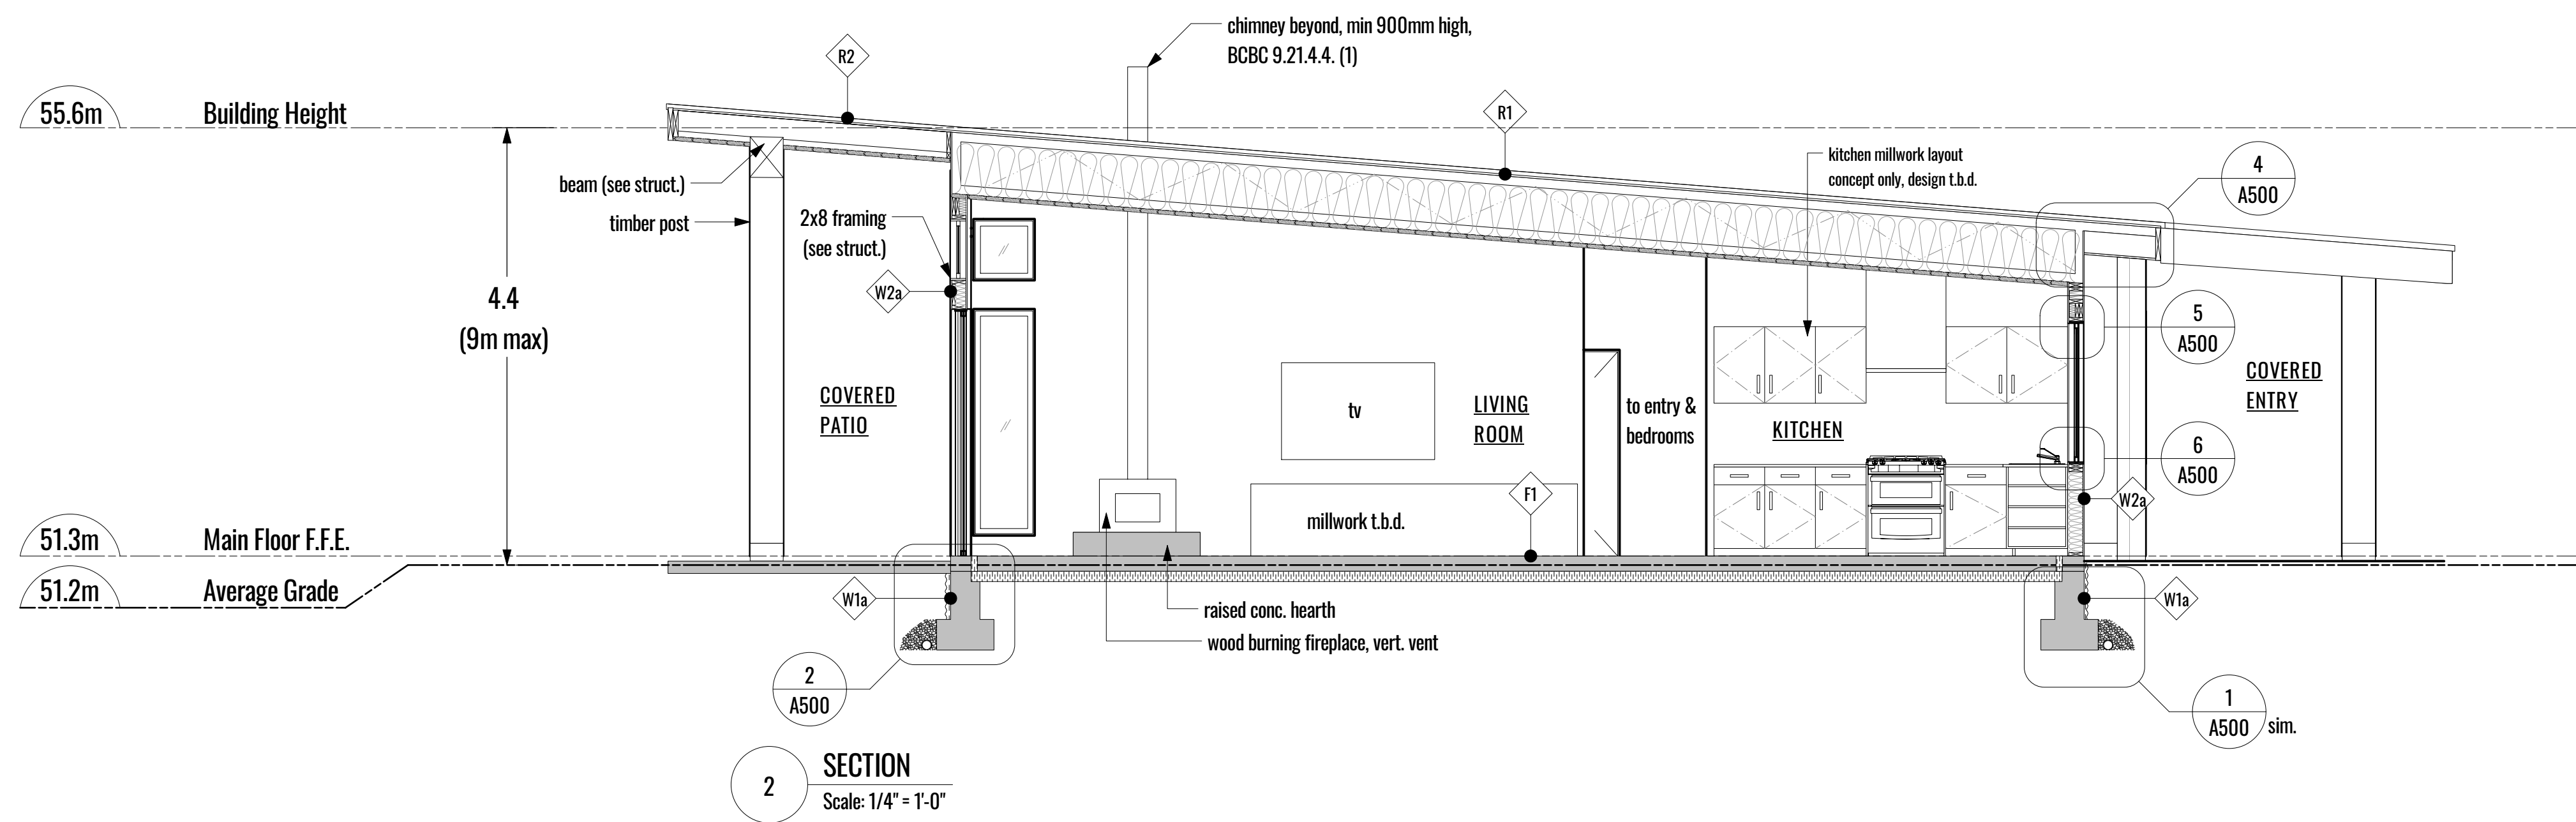 chimney beyond, min 900mm high,
BCBC 9.21.4.4. (1)
R2
55.6m
Building Height
R1
kitchen millwork layout
concept only, design t.b.d.
4
A500
beam (see struct.)
timber post
2x8 framing
(see struct.)
W2a
4.4
(9m max)
5
A500
COVERED
PATIO
tv
LIVING
ROOM
to entry &
bedrooms
KITCHEN
COVERED
ENTRY
6
A500
F1
W2a
millwork t.b.d.
51.3m
Main Floor F.F.E.
51.2m
Average Grade
W1a
raised conc. hearth
wood burning fireplace, vert. vent
W1a
2
A500
1
A500
sim.
2
SECTION
Scale: 1/4" = 1'-0"